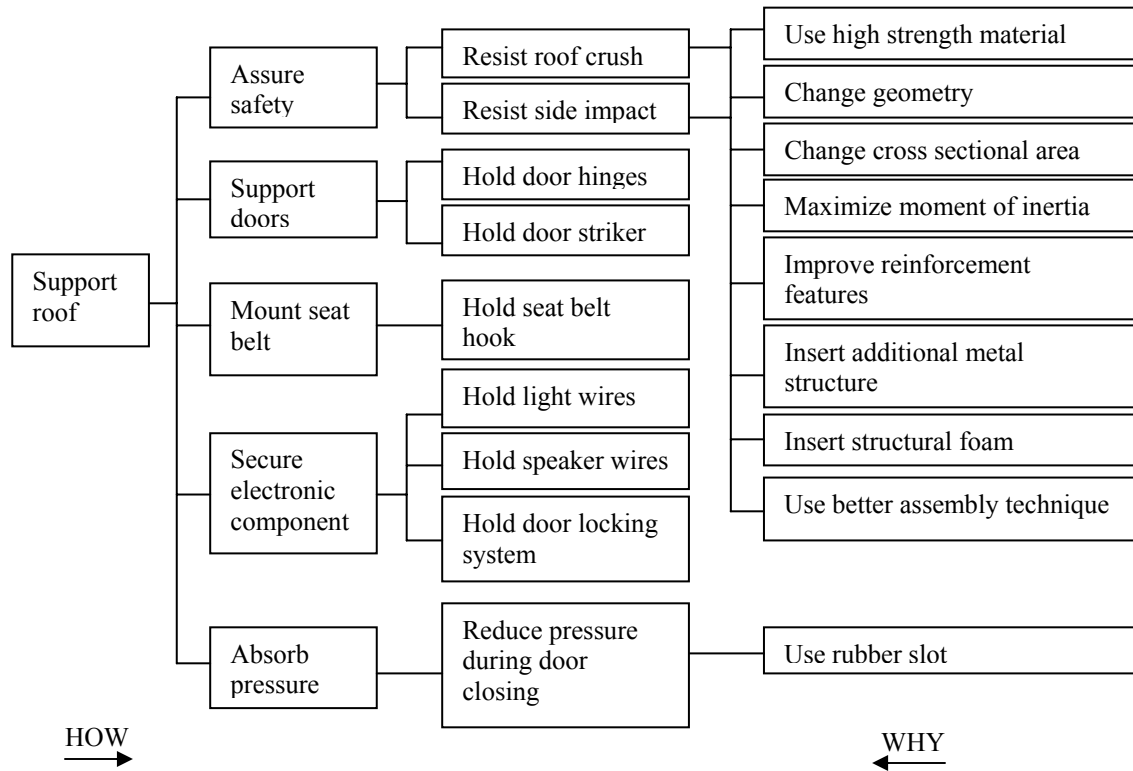 Support
roof
Assure
safety
Support
doors
Mount seat
belt
Secure
electronic
component
Absorb
pressure
Resist roof crush
Resist side impact
Hold door hinges
Hold door striker
Hold seat belt
hook
Hold light wires
Hold speaker wires
Hold door locking
system
Reduce pressure
during door
closing
Use high strength material
Change geometry
Change cross sectional area
Maximize moment of inertia
Improve reinforcement
features
Insert additional metal
structure
Insert structural foam
Use better assembly technique
Use rubber slot
HOW
WHY